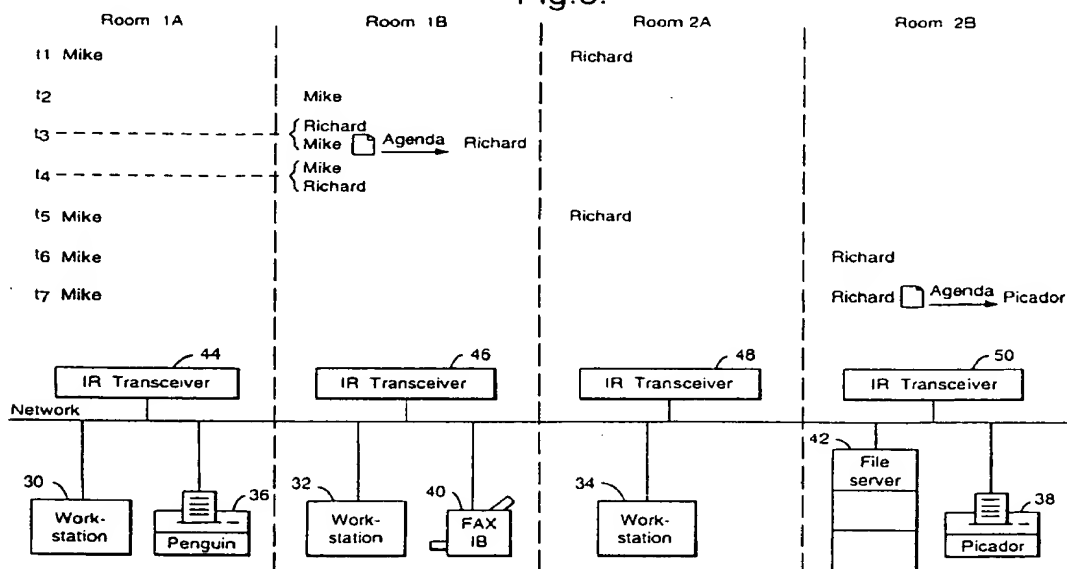 Fig.5.
Room 1A Room 1B Room 2A Room 2B
t1 Mike Richard
t2 Mike
t3 Richard
Mike Agenda Richard
t4 Mike
Richard
t5 Mike Richard
t6 Mike Richard
t7 Mike Richard Agenda Picador
44 46 48 50
IR Transceiver IR Transceiver IR Transceiver IR Transceiver
Network
30 36 32 40 34 42 38
Work-
station
Penguin
Work-
station
FAX
IB
Work-
station
File
server
Picador